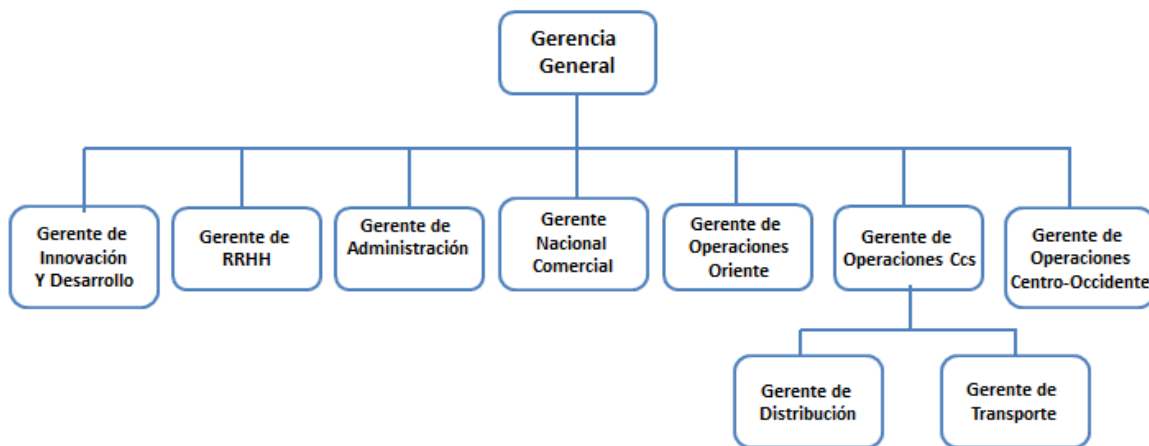 Gerencia
General
Gerente de
Innovación
Y Desarrollo
Gerente de
RRHH
Gerente de
Administración
Gerente
Nacional
Comercial
Gerente de
Operaciones
Oriente
Gerente de
Operaciones Ccs
Gerente de
Operaciones
Centro-Occidente
Gerente de
Distribución
Gerente de
Transporte